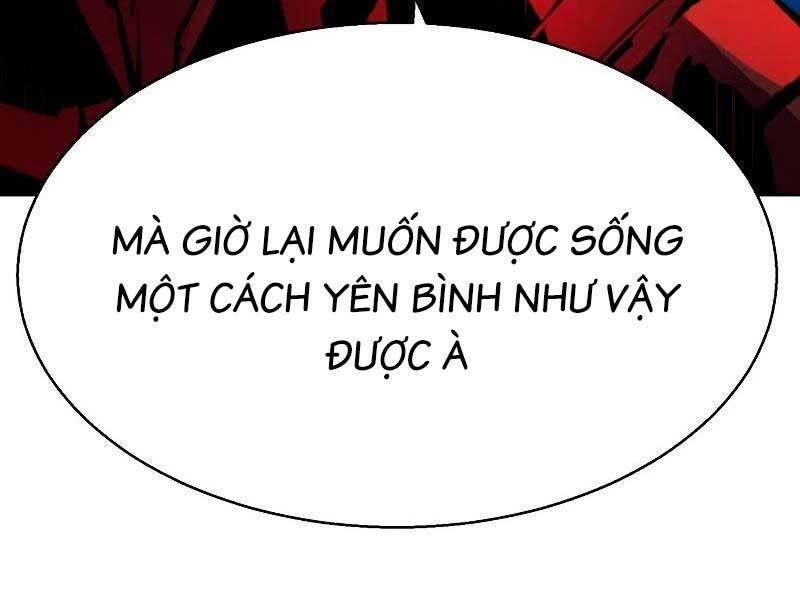 MÀ GIỜ LẠI MUỐN ĐƯỢC SỐNG
MỘT CÁCH YÊN BÌNH NHƯ VẬY
ĐƯỢC À